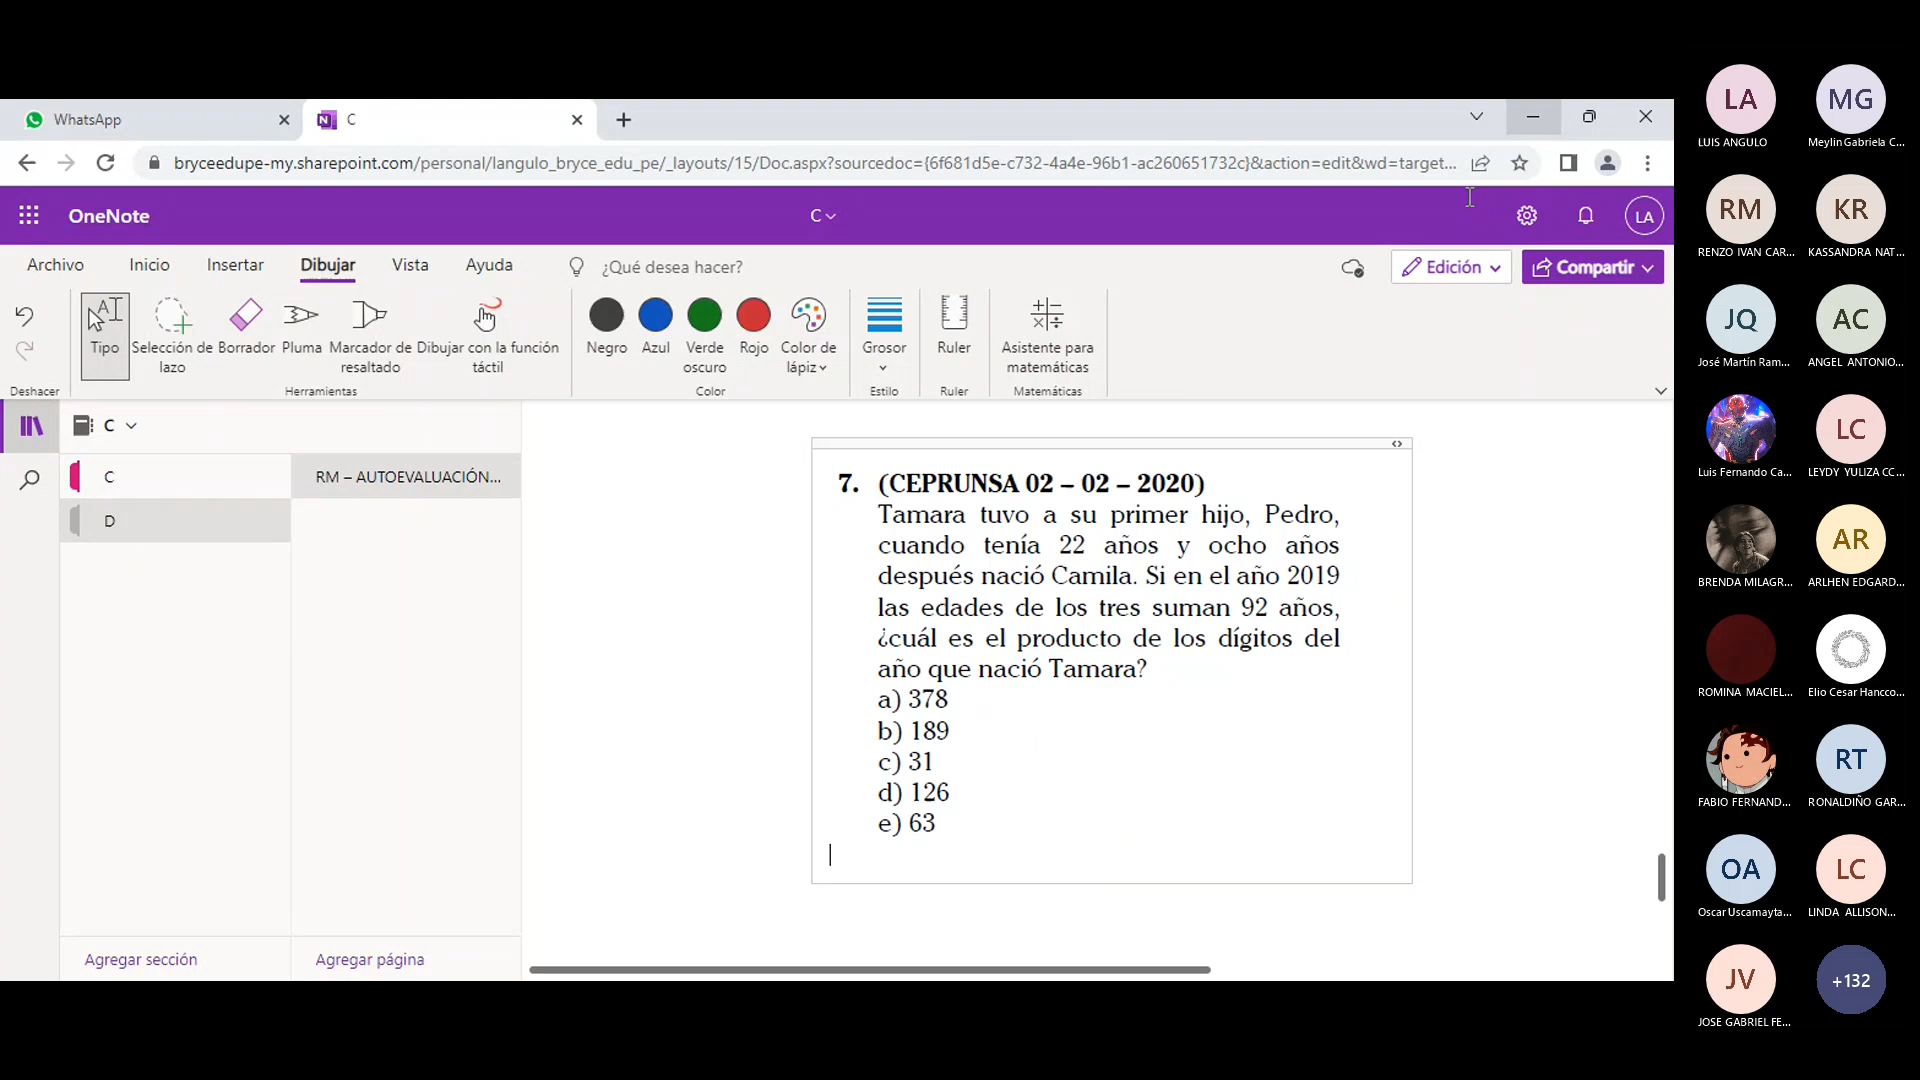 WhatsApp
C
bryceedupe-my.sharepoint.com/personal/langulo_bryce_edu_pe/_layouts/15/Doc.aspx?sourcedoc={6f681d5e-c732-4a4e-96b1-ac260651732c}&action=edit&wd=target...
OneNote
C
LA
Archivo
Inicio
Insertar
Dibujar
Vista
Ayuda
¿Qué desea hacer?
Edición
Compartir
Tipo
Selección de lazo
Borrador
Pluma
Marcador de resaltado
Dibujar con la función táctil
Negro
Azul
Verde oscuro
Rojo
Color de lápiz
Grosor
Ruler
Asistente para matemáticas
Deshacer
Herramientas
Color
Estilo
Ruler
Matemáticas
C
C
RM – AUTOEVALUACIÓN...
D
Agregar sección
Agregar página
7. (CEPRUNSA 02 – 02 – 2020)
Tamara tuvo a su primer hijo, Pedro,
cuando tenía 22 años y ocho años
después nació Camila. Si en el año 2019
las edades de los tres suman 92 años,
¿cuál es el producto de los dígitos del
año que nació Tamara?
a) 378
b) 189
c) 31
d) 126
e) 63
LA
LUIS ANGULO
MG
Meylin Gabriela C...
RM
RENZO IVAN CAR...
KR
KASSANDRA NAT...
JQ
José Martín Ram...
AC
ANGEL ANTONIO...
Luis Fernando Ca...
LC
LEYDY YULIZA CC...
BRENDA MILAGR...
AR
ARLHEN EDGARD...
ROMINA MACIEL...
Elio Cesar Hancco...
FABIO FERNAND...
RT
RONALDIÑO GAR...
OA
Oscar Uscamayta...
LC
LINDA ALLISON...
JV
JOSE GABRIEL FE...
+132